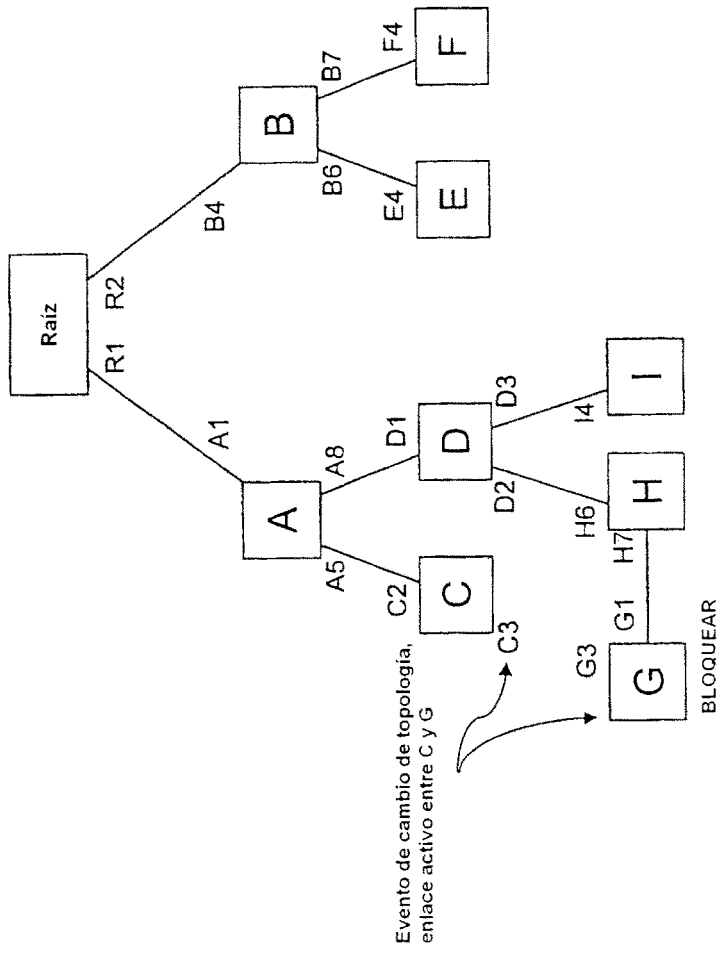 Raíz
R1
R2
A1
B4
A
B
A5
A8
B6
B7
C2
D1
E4
F4
C
D
E
F
C3
D2
D3
Evento de cambio de topología,
enlace activo entre C y G
G3
G1
H7
H6
I4
G
H
I
BLOQUEAR